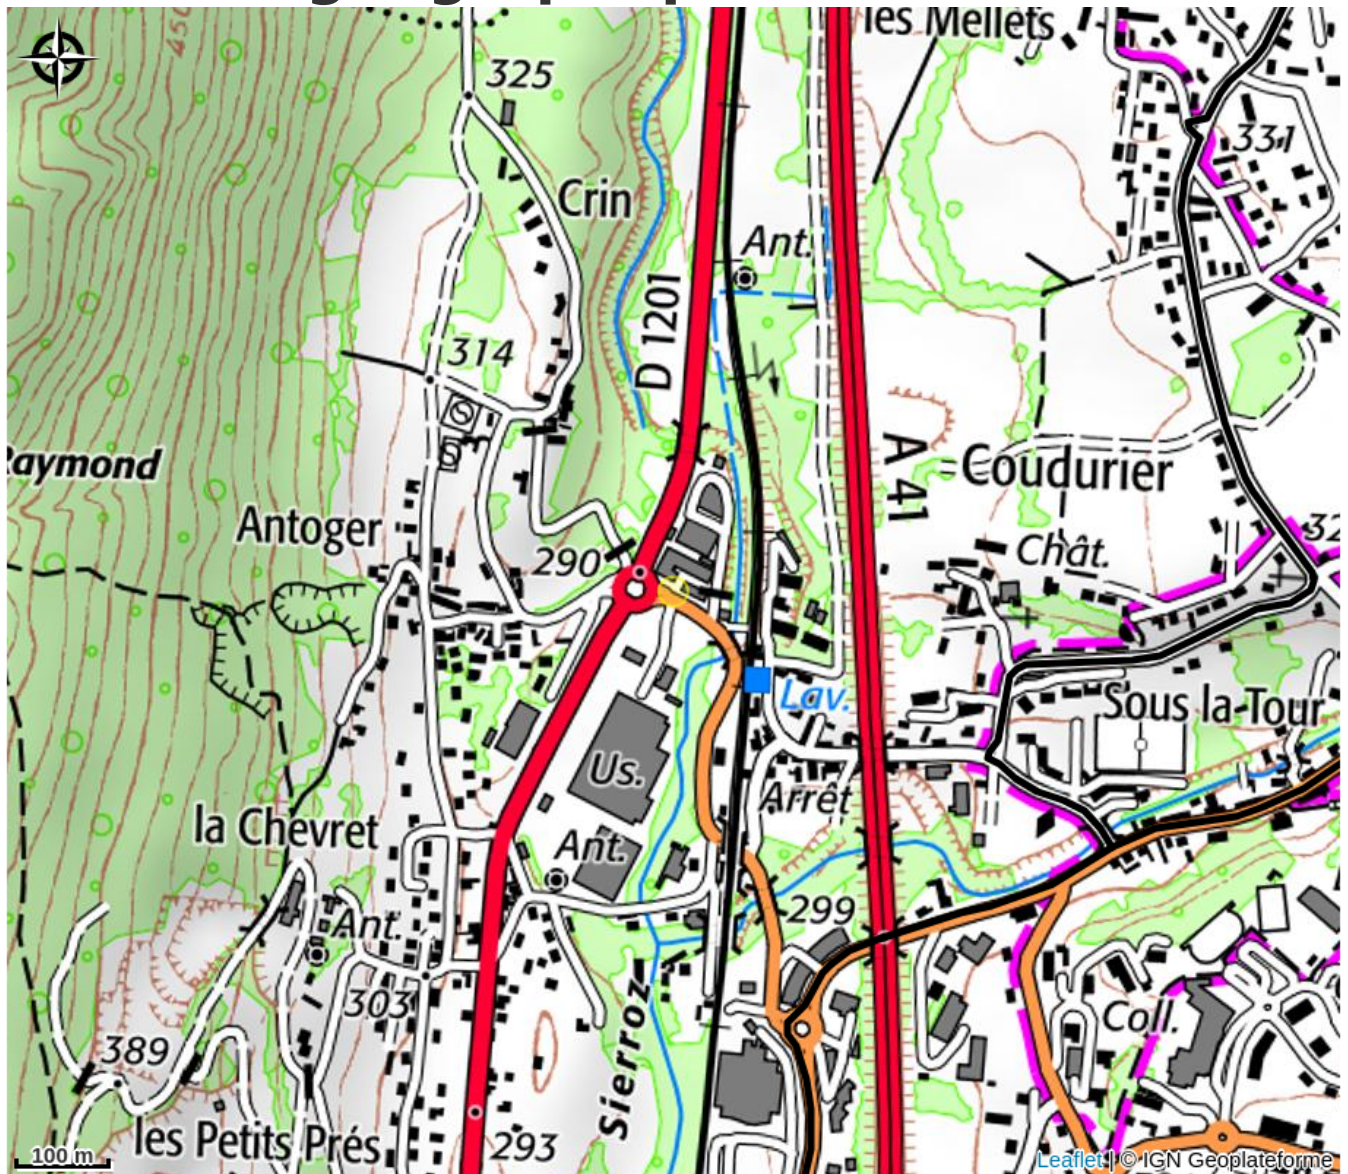 450
les Mellets
325
331
Crin
Ant.
D 1201
314
Raymond
A 41
Coudurier
Antoger
32
290
Chât.
Lav.
Sous la Tour
Us.
Arrêt
la Chevret
Ant.
299
Ant.
303
Sierroz
Coll.
389
les Petits Prés
293
100 m
Leaflet | © IGN Geoplateforme